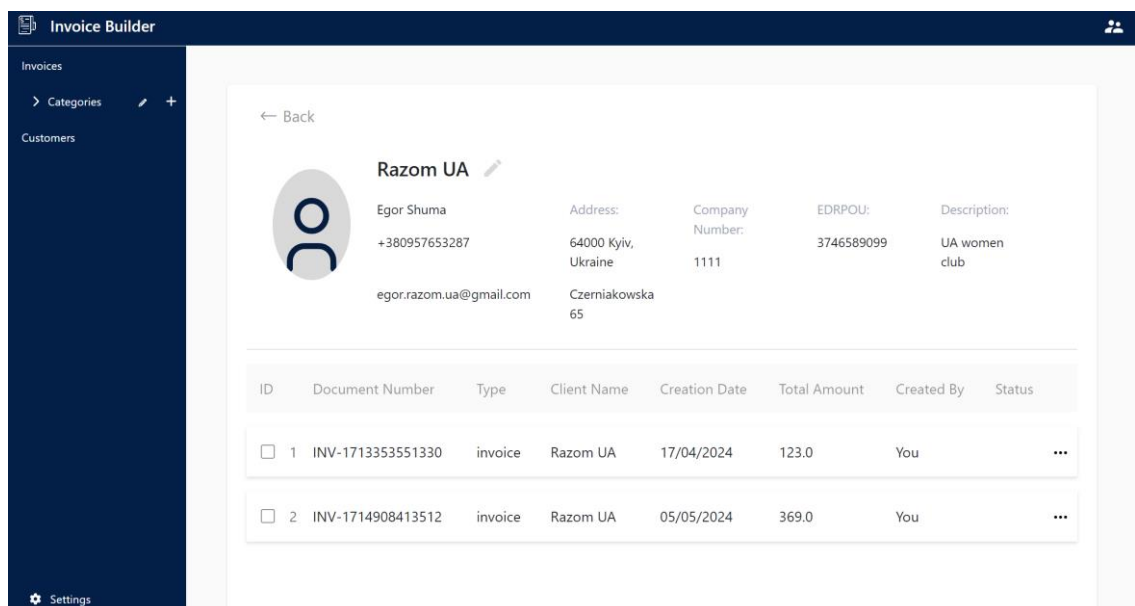 Invoice Builder
Invoices
Categories
Customers
Settings
← Back
Razom UA
Egor Shuma
+380957653287
egor.razom.ua@gmail.com
Address:
64000 Kyiv,
Ukraine
Czerniakowska
65
Company
Number:
1111
EDRPOU:
3746589099
Description:
UA women
club
ID Document Number Type Client Name Creation Date Total Amount Created By Status
1 INV-1713353551330 invoice Razom UA 17/04/2024 123.0 You
2 INV-1714908413512 invoice Razom UA 05/05/2024 369.0 You